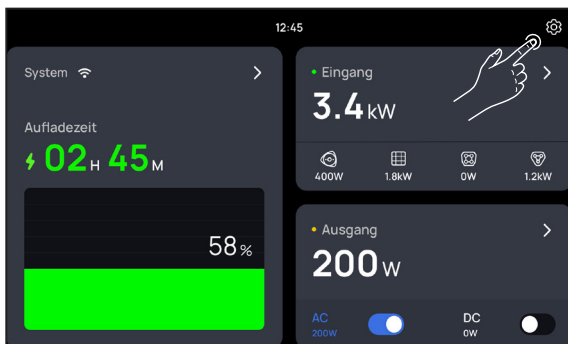 12:45
System
Aufladezeit
02H 45M
58%
Eingang
3.4kW
400W 1.8kW 0W 1.2kW
Ausgang
200W
AC
200W
DC
0W